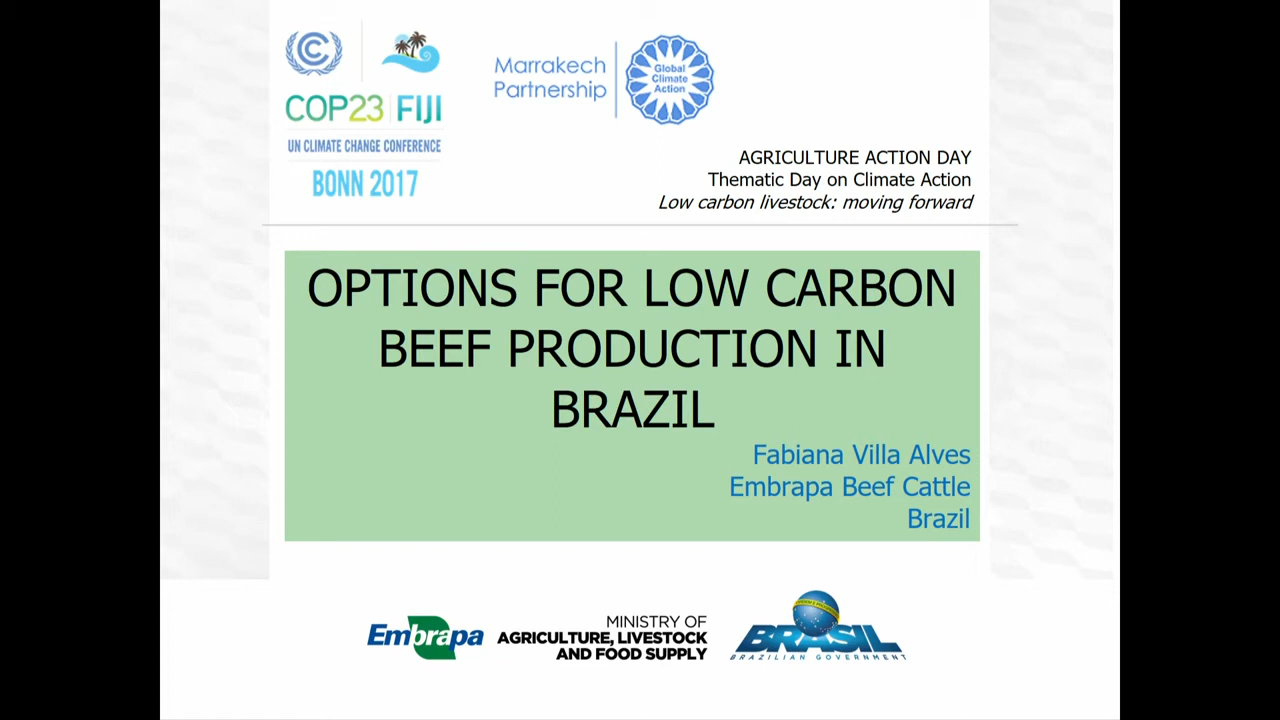 COP23 FIJI
UN CLIMATE CHANGE CONFERENCE
BONN 2017
Marrakech
Partnership
Global
Climate
Action
AGRICULTURE ACTION DAY
Thematic Day on Climate Action
Low carbon livestock: moving forward
OPTIONS FOR LOW CARBON
BEEF PRODUCTION IN
BRAZIL
Fabiana Villa Alves
Embrapa Beef Cattle
Brazil
Embrapa
MINISTRY OF
AGRICULTURE, LIVESTOCK
AND FOOD SUPPLY
BRASIL
BRAZILIAN GOVERNMENT